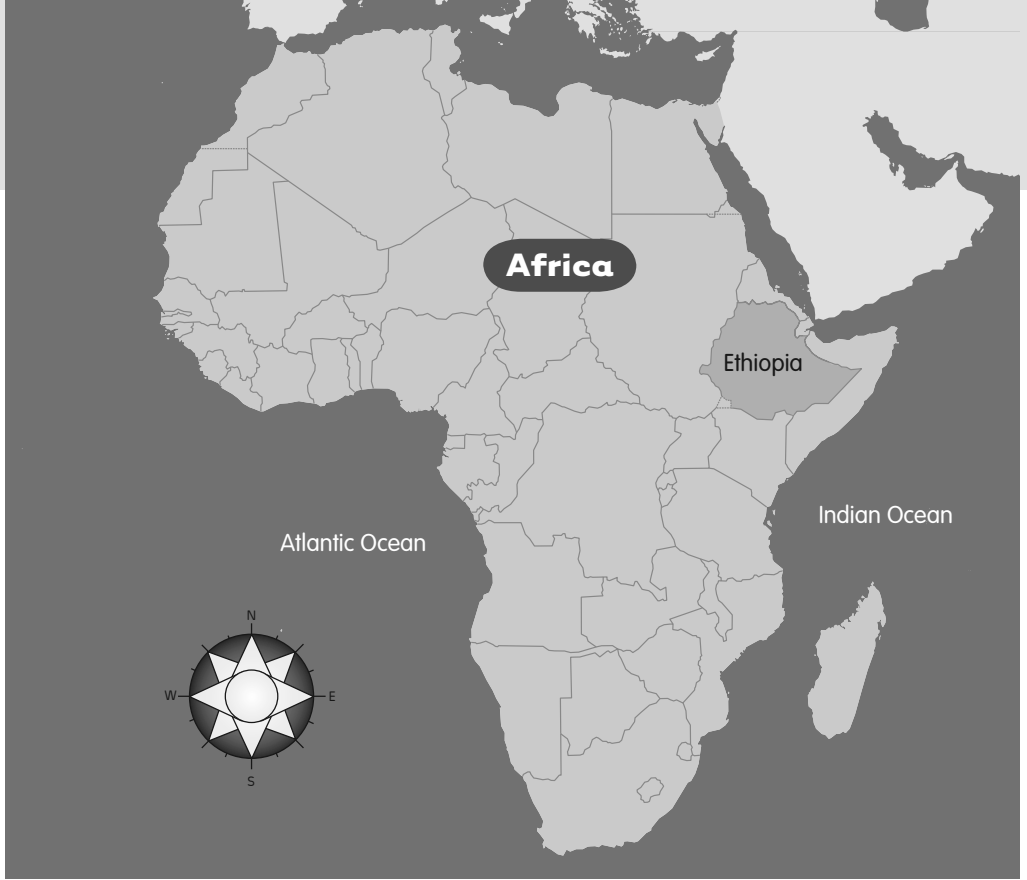 Africa
Ethiopia
Indian Ocean
Atlantic Ocean
N
W
E
S